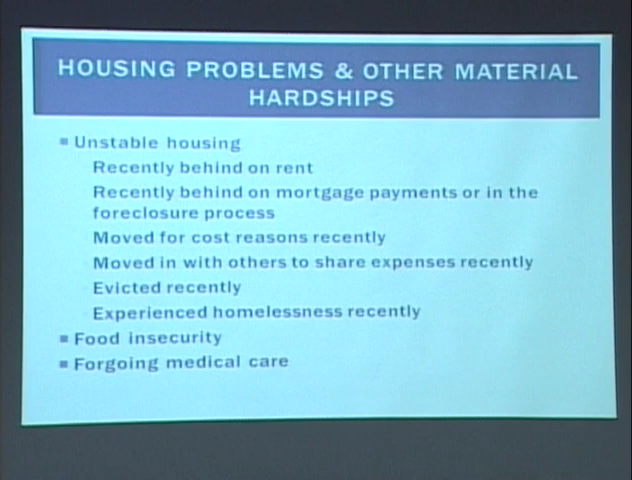 HOUSING PROBLEMS & OTHER MATERIAL
HARDSHIPS
Unstable housing
Recently behind on rent
Recently behind on mortgage payments or in the
foreclosure process
Moved for cost reasons recently
Moved in with others to share expenses recently
Evicted recently
Experienced homelessness recently
Food insecurity
Forgoing medical care